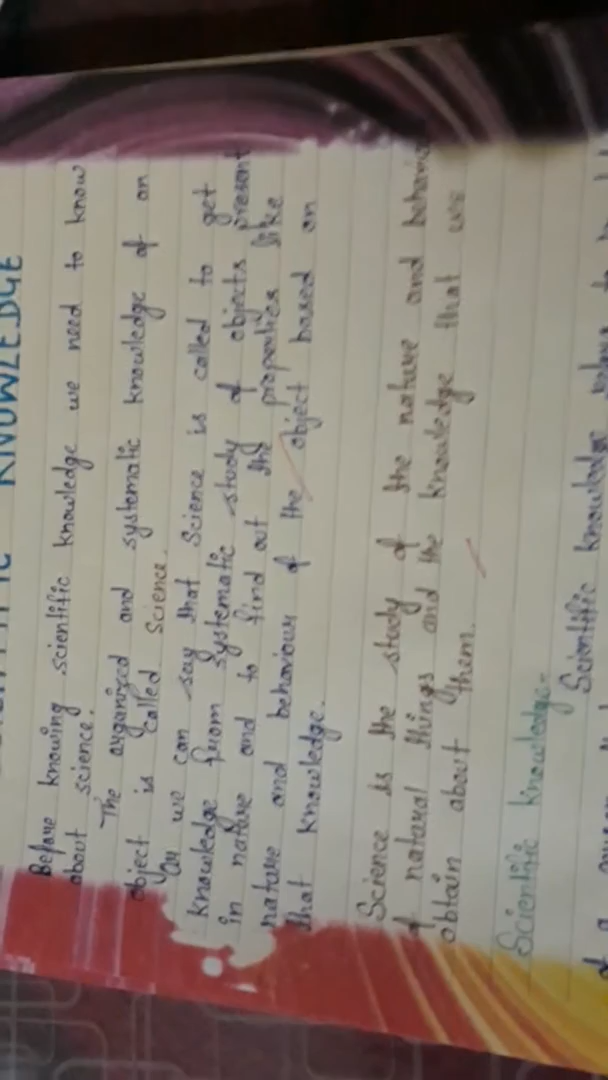 KNOWLEDGE
Before knowing scientific knowledge we need to know
about science.
The organized and systematic knowledge of an
object is called science.
Or we can say that Science is called to get
knowledge from systematic study of objects present
in nature and to find out the properties like
nature and behaviour of the object based on
that knowledge.
Science is the study of the nature and behavio
of natural things and the knowledge that we
obtain about them.
Scientific knowledge-
Scientific knowledge